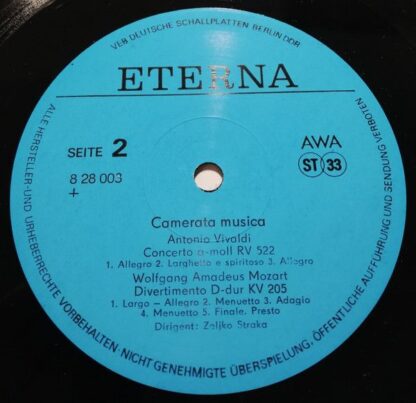 VEB DEUTSCHE SCHALLPLATTEN BERLIN DDR
ETERNA
SEITE 2
AWA
8 28 003
ST 33
+
Camerata musica
Antonio Vivaldi
Concerto a-moll RV 522
1. Allegro 2. Larghetto e spiritoso 3. Allegro
Wolfgang Amadeus Mozart
Divertimento D-dur KV 205
1. Largo – Allegro 2. Menuetto 3. Adagio
4. Menuetto 5. Finale. Presto
Dirigent: Zeljko Straka
ALLE HERSTELLER- UND URHEBERRECHTE VORBEHALTEN NICHT GENEHMIGTE ÜBERSPIELUNG, ÖFFENTLICHE AUFFÜHRUNG UND SENDUNG VERBOTEN